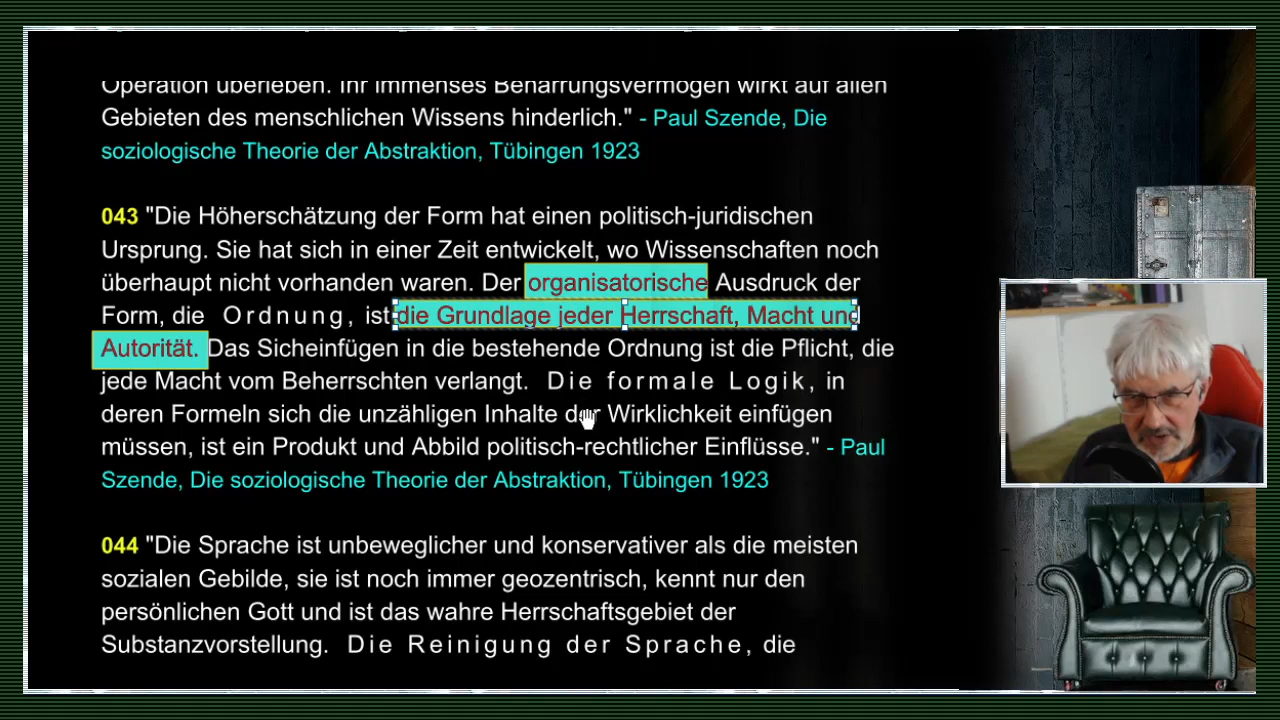 Operation überleben. Ihr immenses Beharrungsvermögen wirkt auf allen
Gebieten des menschlichen Wissens hinderlich." - Paul Szende, Die
soziologische Theorie der Abstraktion, Tübingen 1923
043 "Die Höherschätzung der Form hat einen politisch-juridischen
Ursprung. Sie hat sich in einer Zeit entwickelt, wo Wissenschaften noch
überhaupt nicht vorhanden waren. Der organisatorische Ausdruck der
Form, die Ordnung, ist die Grundlage jeder Herrschaft, Macht und
Autorität. Das Sicheinfügen in die bestehende Ordnung ist die Pflicht, die
jede Macht vom Beherrschten verlangt. Die formale Logik, in
deren Formeln sich die unzähligen Inhalte der Wirklichkeit einfügen
müssen, ist ein Produkt und Abbild politisch-rechtlicher Einflüsse." - Paul
Szende, Die soziologische Theorie der Abstraktion, Tübingen 1923
044 "Die Sprache ist unbeweglicher und konservativer als die meisten
sozialen Gebilde, sie ist noch immer geozentrisch, kennt nur den
persönlichen Gott und ist das wahre Herrschaftsgebiet der
Substanzvorstellung. Die Reinigung der Sprache, die